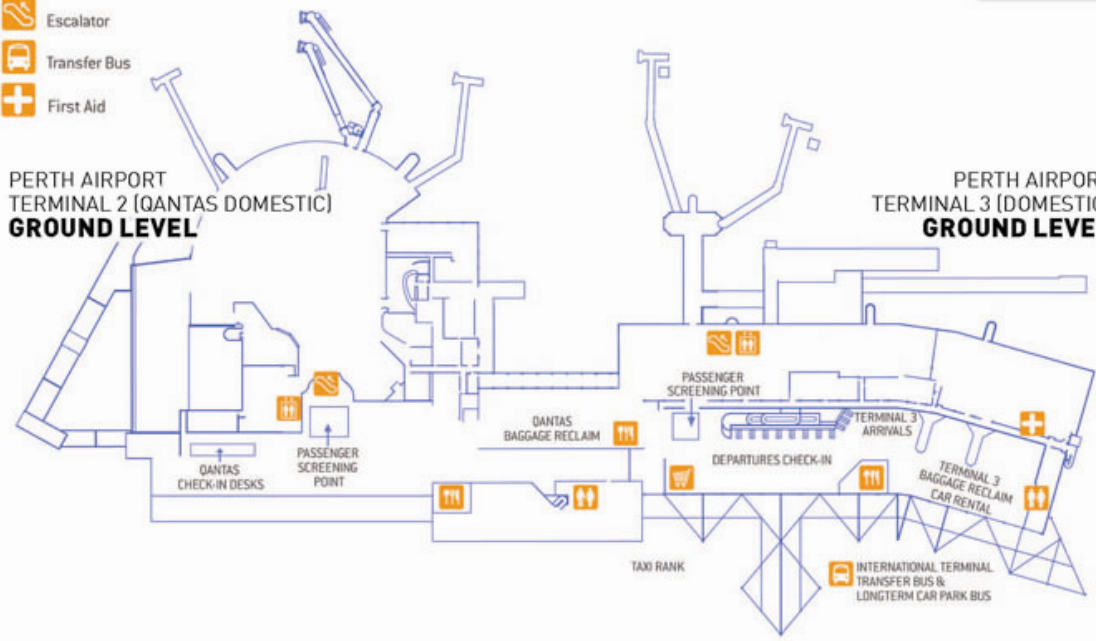 Escalator
Transfer Bus
First Aid
PERTH AIRPORT
TERMINAL 2 (QANTAS DOMESTIC)
GROUND LEVEL
PERTH AIRPOR
TERMINAL 3 (DOMESTIC
GROUND LEVE
PASSENGER
SCREENING POINT
QANTAS
BAGGAGE RECLAIM
TERMINAL 3
ARRIVALS
DEPARTURES CHECK-IN
QANTAS
CHECK-IN DESKS
PASSENGER
SCREENING
POINT
TERMINAL 3
BAGGAGE RECLAIM
CAR RENTAL
TAXI RANK
INTERNATIONAL TERMINAL
TRANSFER BUS &
LONGTERM CAR PARK BUS